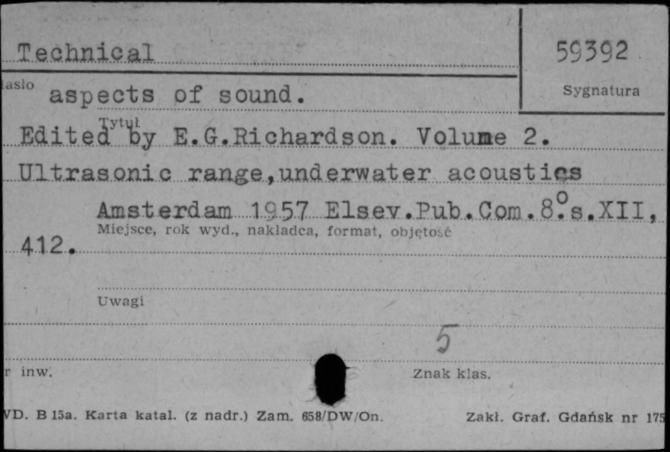 Technical
59392
Sygnatura
asło
aspects of sound.
Tytuł
Edited by E.G.Richardson. Volume 2.
Ultrasonic range,underwater acoustics
Amsterdam 1957 Elsev.Pub.Com.8°.s.XII,
Miejsce, rok wyd., nakładca, format, objętość
412.
Uwagi
5
r inw.
Znak klas.
VD. B 15a. Karta katal. (z nadr.) Zam. 658/DW/On.
Zakł. Graf. Gdańsk nr 175